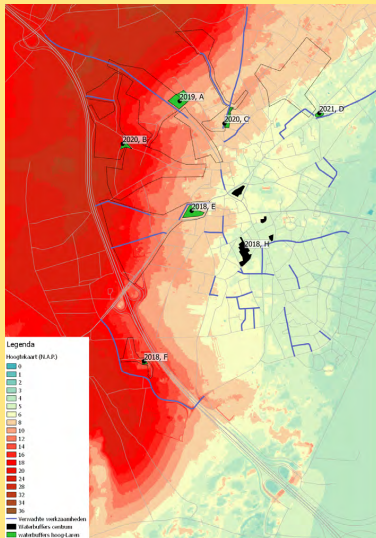 2019, A
2021, D
2020, C
2020, B
2018, E
2018, H
2018, F
Legenda
Hoogtekaart (N.A.P.)
0
1
2
3
4
5
6
8
10
12
14
16
18
20
24
28
32
34
36
Verwachte werkzaamheden
Waterbuffers centrum
waterbuffers hoog-Laren